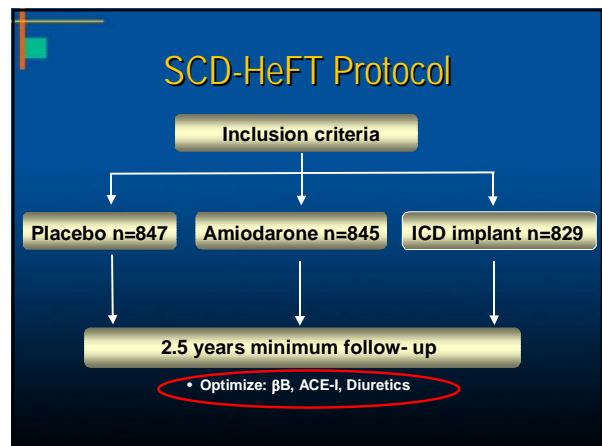 SCD-HeFT Protocol
Inclusion criteria
Placebo n=847
Amiodarone n=845
ICD implant n=829
2.5 years minimum follow- up
• Optimize: βB, ACE-I, Diuretics